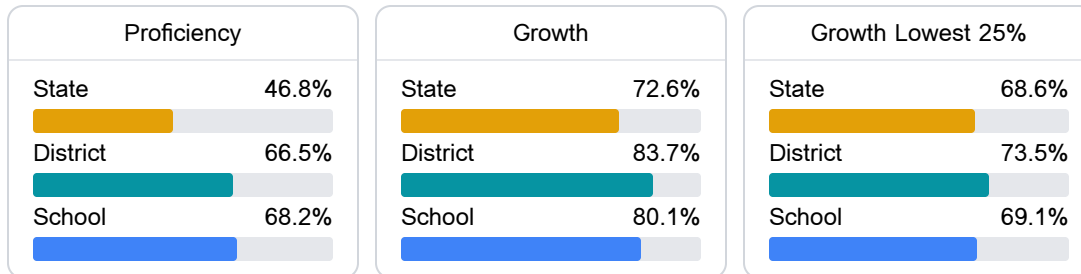 Proficiency
State 46.8%
District 66.5%
School 68.2%
Growth
State 72.6%
District 83.7%
School 80.1%
Growth Lowest 25%
State 68.6%
District 73.5%
School 69.1%